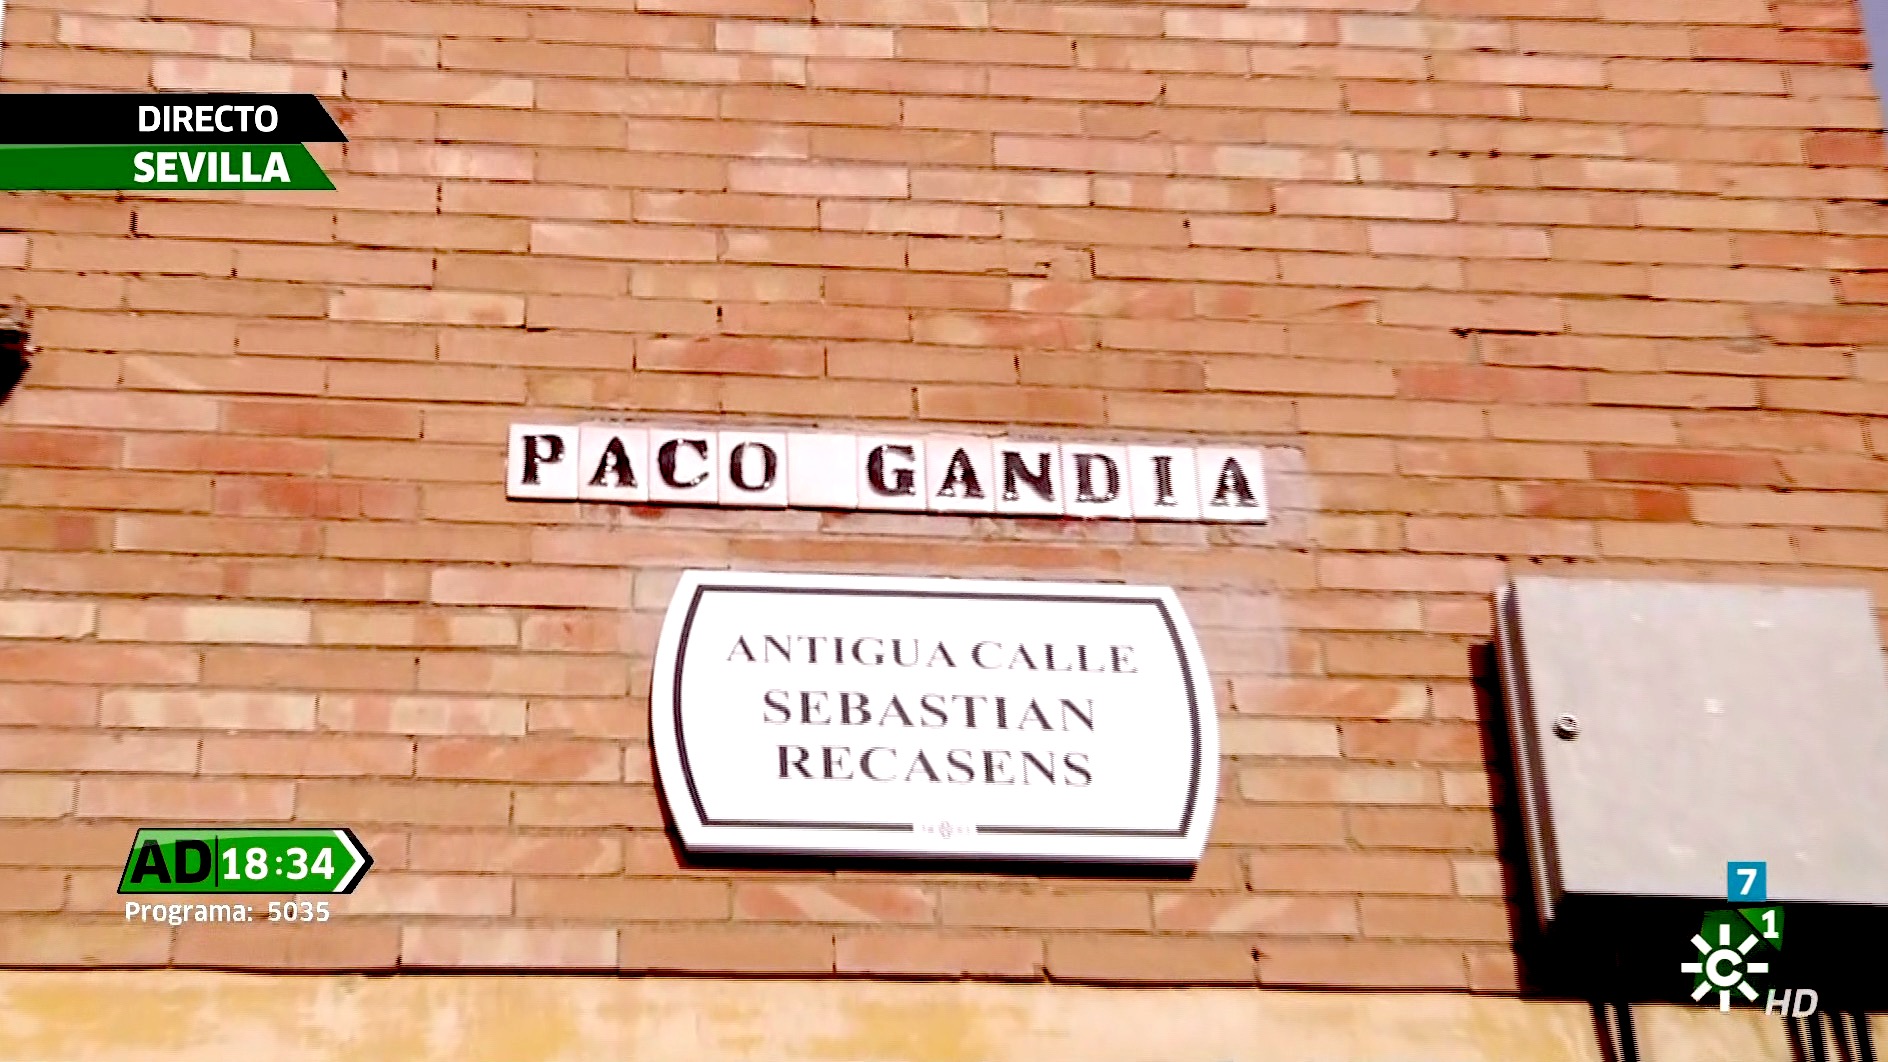 DIRECTO
SEVILLA
PACO GANDIA
ANTIGUA CALLE
SEBASTIAN
RECASENS
AD 18:34
Programa: 5035
7
1
C
HD